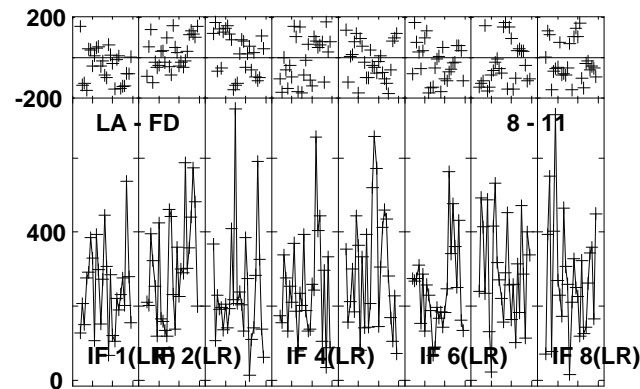 200
-200
LA - FD 8 - 11
400
IF 1(LR) IF 2(LR) IF 4(LR) IF 6(LR) IF 8(LR)
0